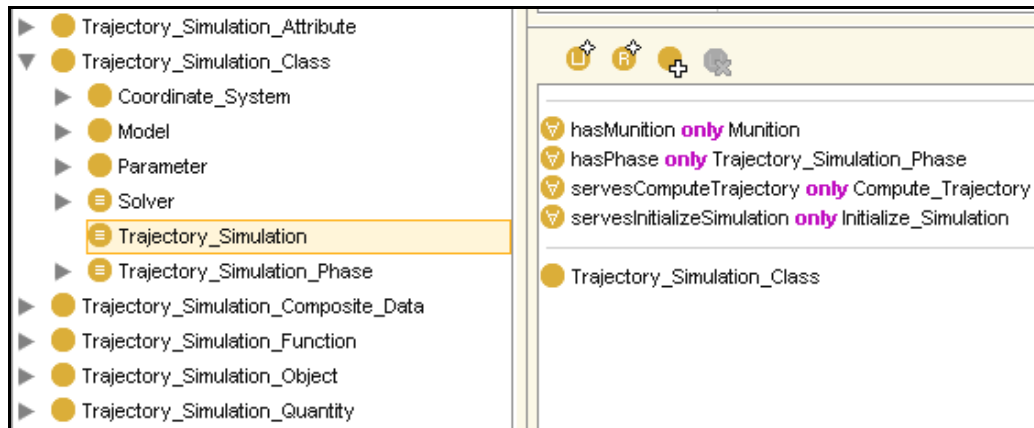 Trajectory_Simulation_Attribute
Trajectory_Simulation_Class
Coordinate_System
Model
Parameter
Solver
Trajectory_Simulation
Trajectory_Simulation_Phase
Trajectory_Simulation_Composite_Data
Trajectory_Simulation_Function
Trajectory_Simulation_Object
Trajectory_Simulation_Quantity
L R
∀ hasMunition only Munition
∀ hasPhase only Trajectory_Simulation_Phase
∀ servesComputeTrajectory only Compute_Trajectory
∀ servesInitializeSimulation only Initialize_Simulation
Trajectory_Simulation_Class